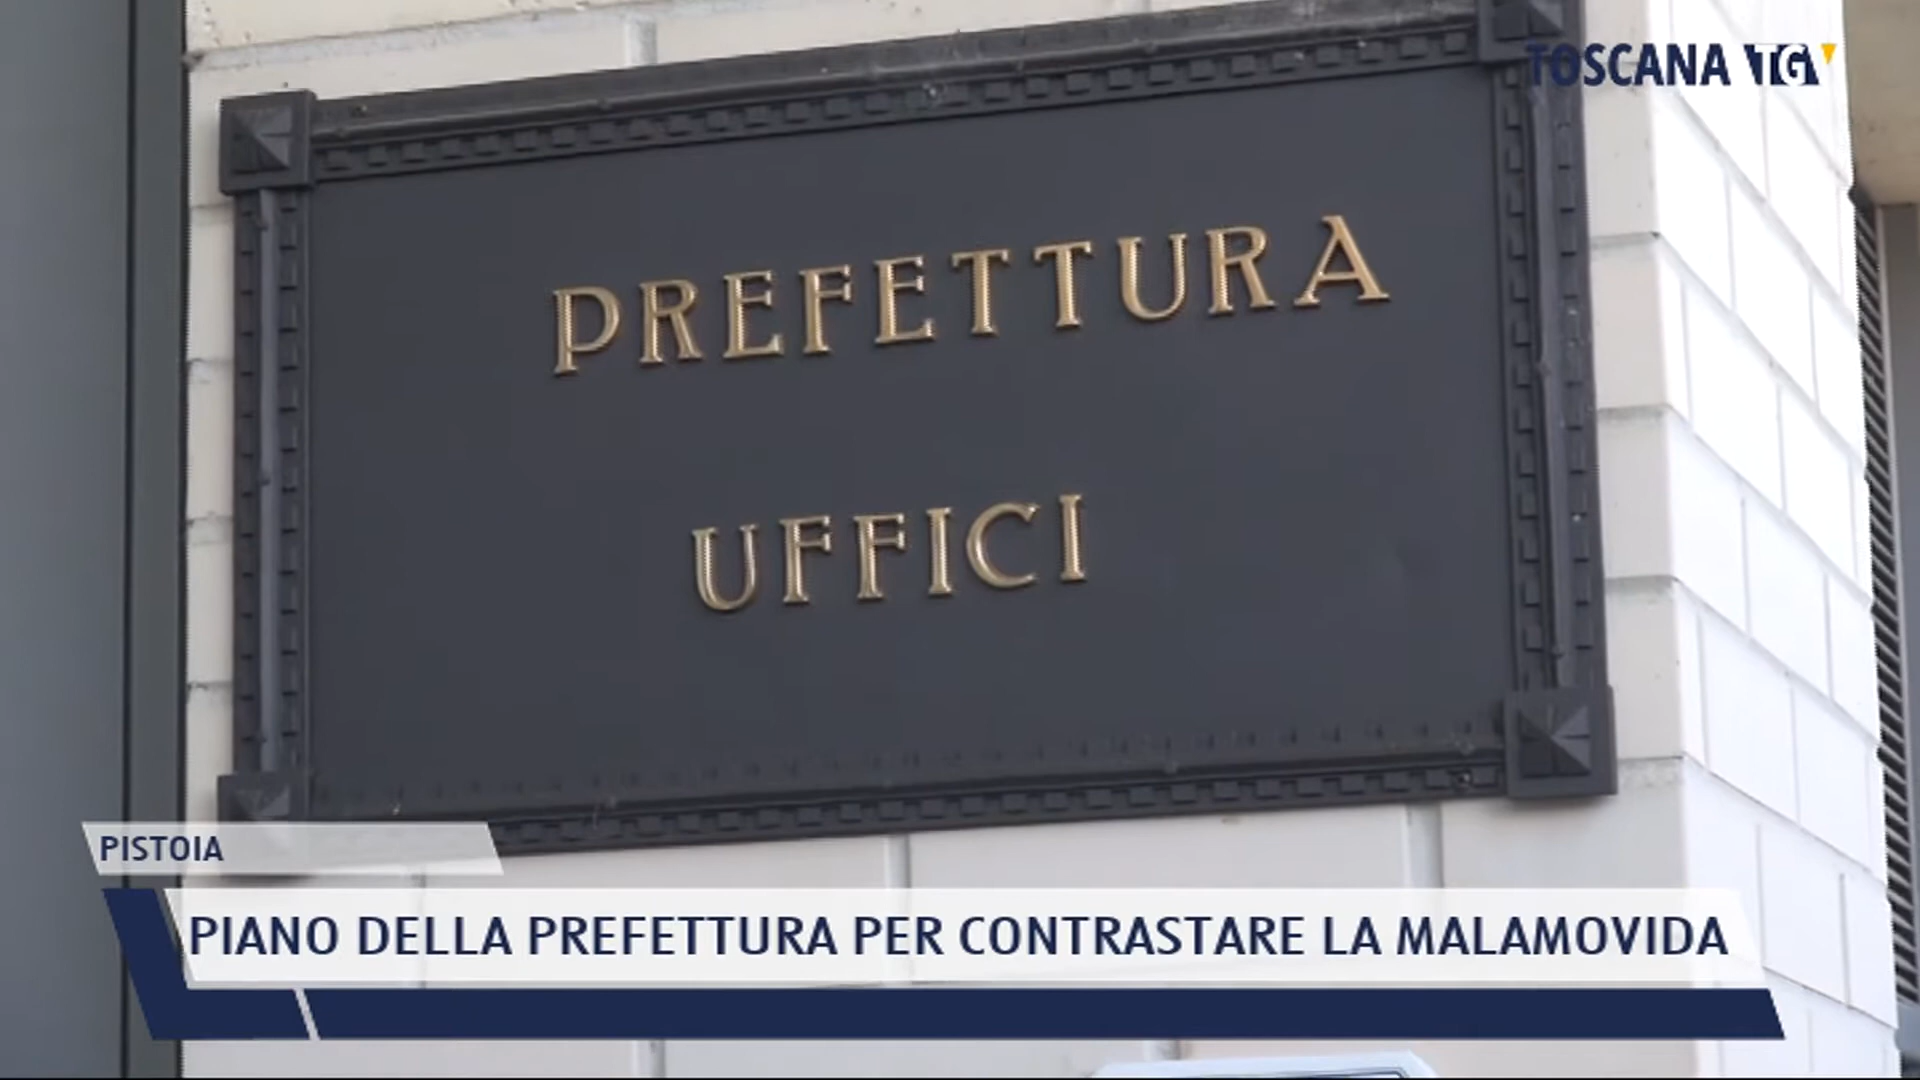 TOSCANA TG
PREFETTURA
UFFICI
PISTOIA
PIANO DELLA PREFETTURA PER CONTRASTARE LA MALAMOVIDA